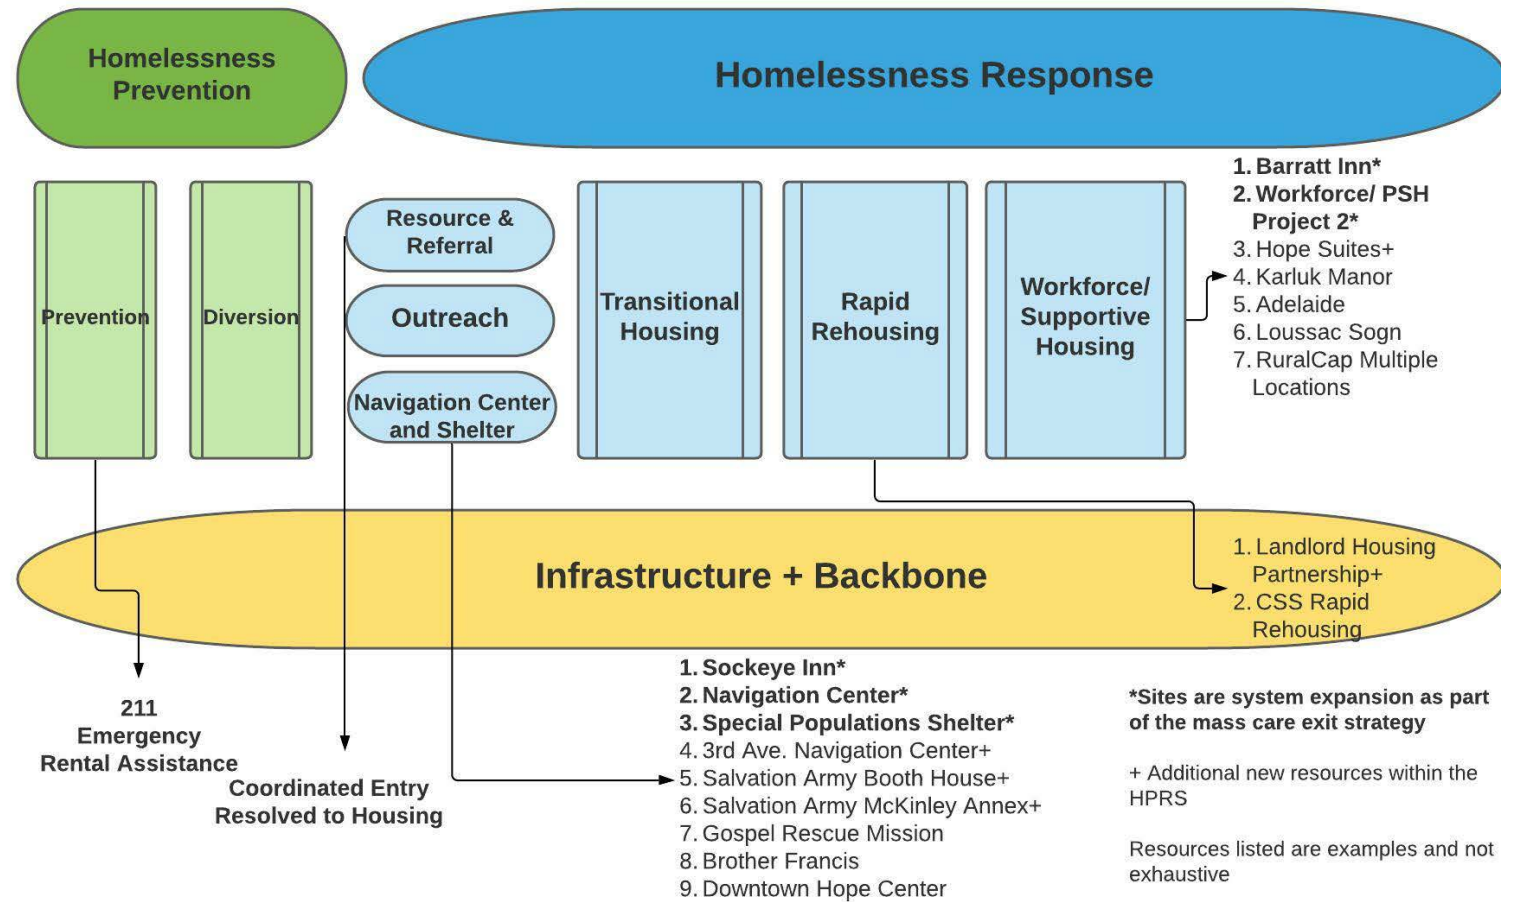 Homelessness
Prevention
Homelessness Response
Prevention
Diversion
Resource &
Referral
Outreach
Navigation Center
and Shelter
Transitional
Housing
Rapid
Rehousing
Workforce/
Supportive
Housing
1. Barratt Inn*
2. Workforce/ PSH
Project 2*
3. Hope Suites+
4. Karluk Manor
5. Adelaide
6. Loussac Sogn
7. RuralCap Multiple
Locations
Infrastructure + Backbone
1. Landlord Housing
Partnership+
2. CSS Rapid
Rehousing
211
Emergency
Rental Assistance
Coordinated Entry
Resolved to Housing
1. Sockeye Inn*
2. Navigation Center*
3. Special Populations Shelter*
4. 3rd Ave. Navigation Center+
5. Salvation Army Booth House+
6. Salvation Army McKinley Annex+
7. Gospel Rescue Mission
8. Brother Francis
9. Downtown Hope Center
*Sites are system expansion as part
of the mass care exit strategy
+ Additional new resources within the
HPRS
Resources listed are examples and not
exhaustive